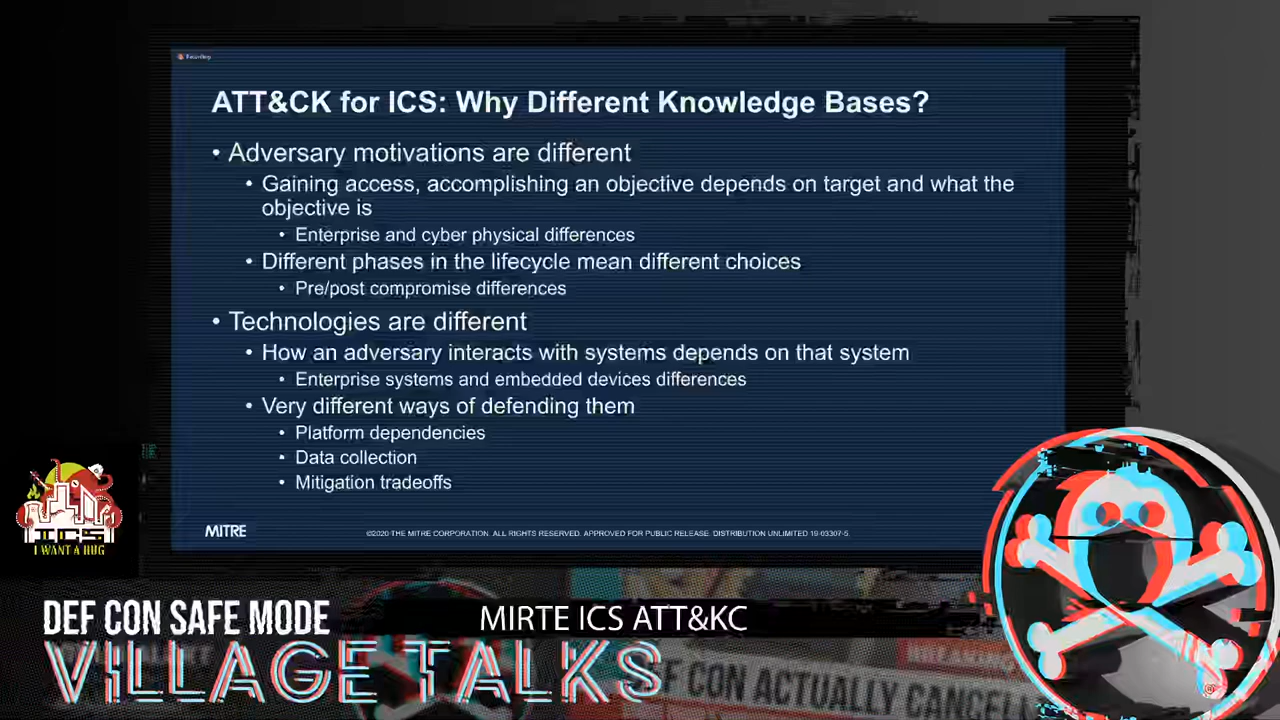 Recording
ATT&CK for ICS: Why Different Knowledge Bases?
• Adversary motivations are different
• Gaining access, accomplishing an objective depends on target and what the
objective is
• Enterprise and cyber physical differences
• Different phases in the lifecycle mean different choices
• Pre/post compromise differences
• Technologies are different
• How an adversary interacts with systems depends on that system
• Enterprise systems and embedded devices differences
• Very different ways of defending them
• Platform dependencies
• Data collection
• Mitigation tradeoffs
MITRE
©2020 THE MITRE CORPORATION. ALL RIGHTS RESERVED. APPROVED FOR PUBLIC RELEASE. DISTRIBUTION UNLIMITED 19-03307-5.
ICS
I WANT A HUG
DEF CON SAFE MODE
MIRTE ICS ATT&KC
VILLAGE TALKS
DEF CON ACTUALLY